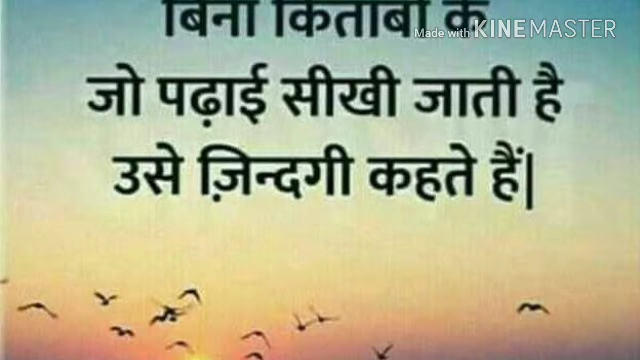 बिना किताबों के
Made with KINEMASTER
जो पढ़ाई सीखी जाती है
उसे ज़िन्दगी कहते हैं|